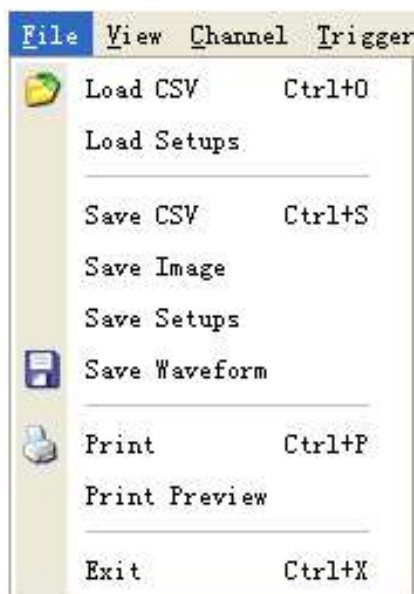 File View Channel Trigger
Load CSV Ctrl+O
Load Setups
Save CSV Ctrl+S
Save Image
Save Setups
Save Waveform
Print Ctrl+P
Print Preview
Exit Ctrl+X